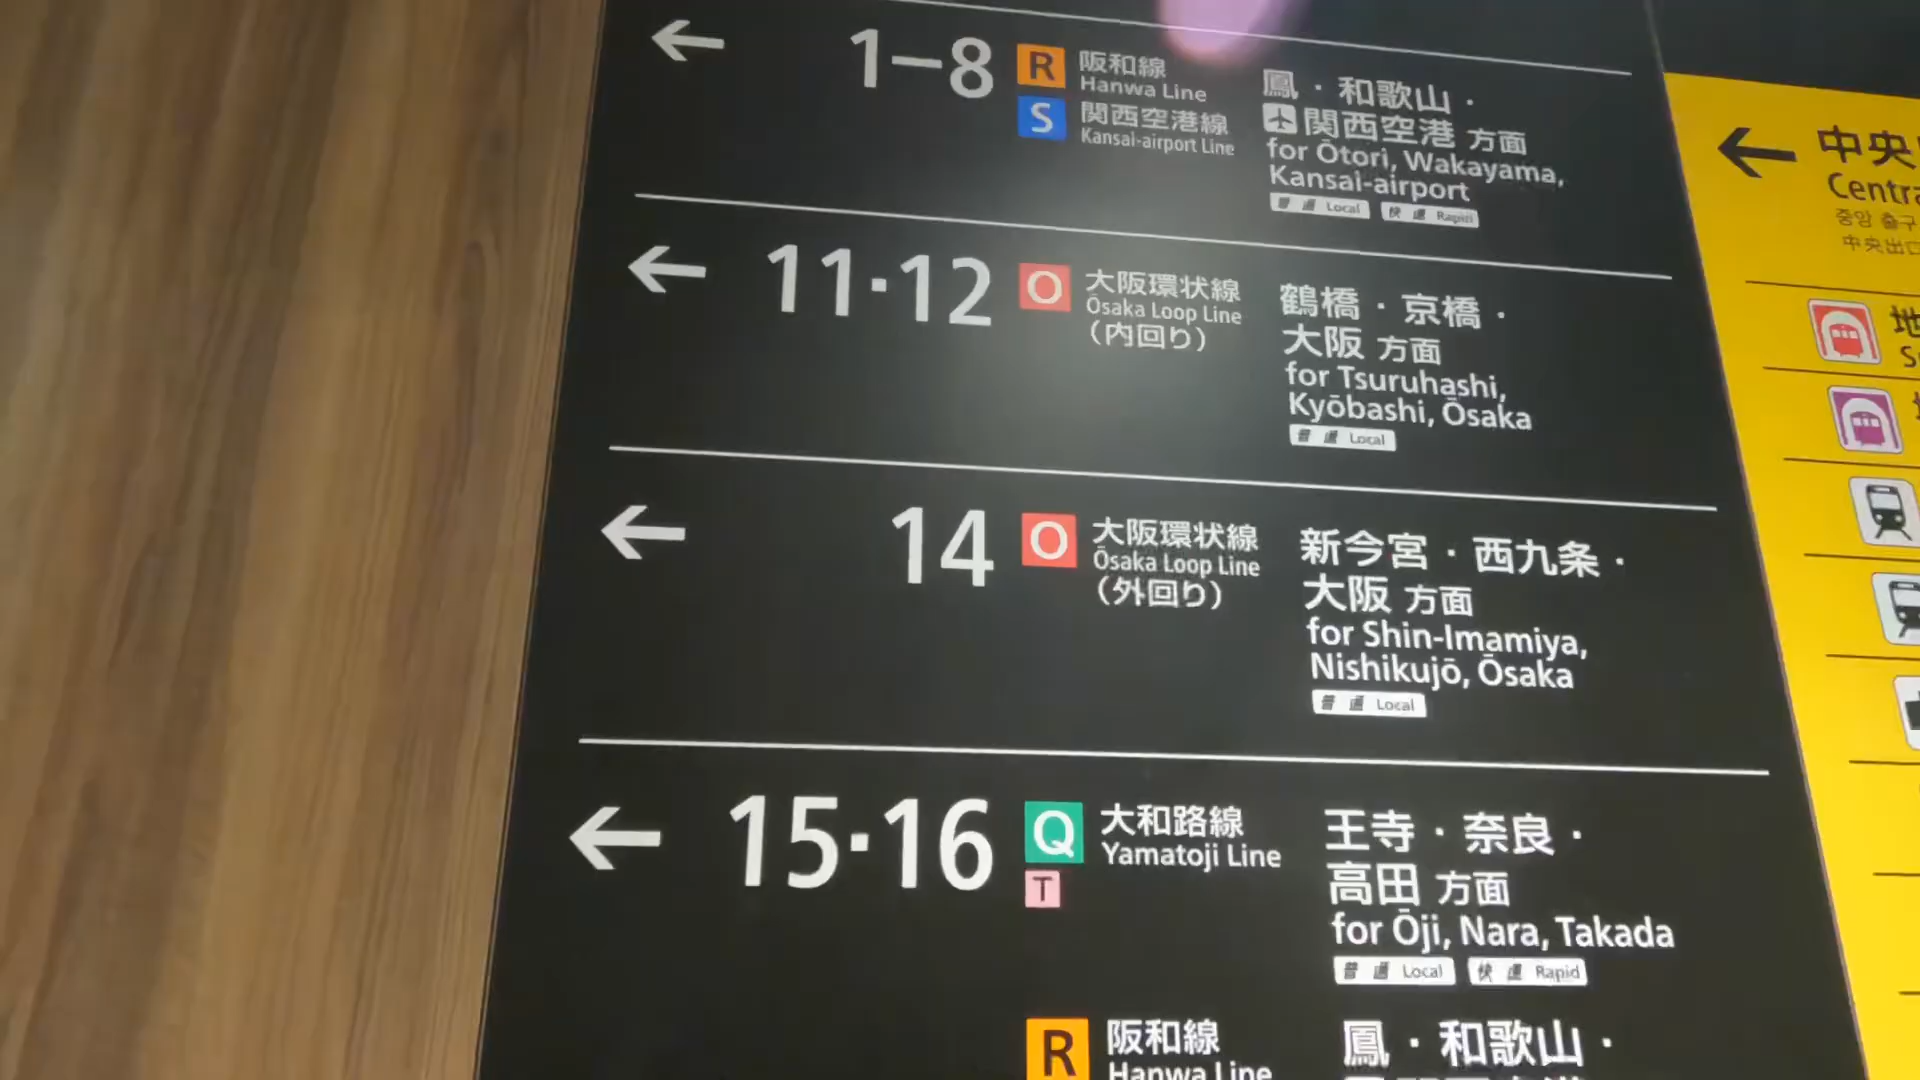 ← 1−8 R 阪和線
Hanwa Line
S 関西空港線
Kansai-airport Line
鳳・和歌山・
関西空港 方面
for Ōtori, Wakayama,
Kansai-airport
普通 Local 快速 Rapid
← 11・12 O 大阪環状線
Ōsaka Loop Line
(内回り)
鶴橋・京橋・
大阪 方面
for Tsuruhashi,
Kyōbashi, Ōsaka
普通 Local
← 14 O 大阪環状線
Ōsaka Loop Line
(外回り)
新今宮・西九条・
大阪 方面
for Shin-Imamiya,
Nishikujō, Ōsaka
普通 Local
← 15・16 Q 大和路線
Yamatoji Line
T
王寺・奈良・
高田 方面
for Ōji, Nara, Takada
普通 Local 快速 Rapid
R 阪和線
Hanwa Line
鳳・和歌山・
← 中央
Centra
중앙 출구
中央出口
地